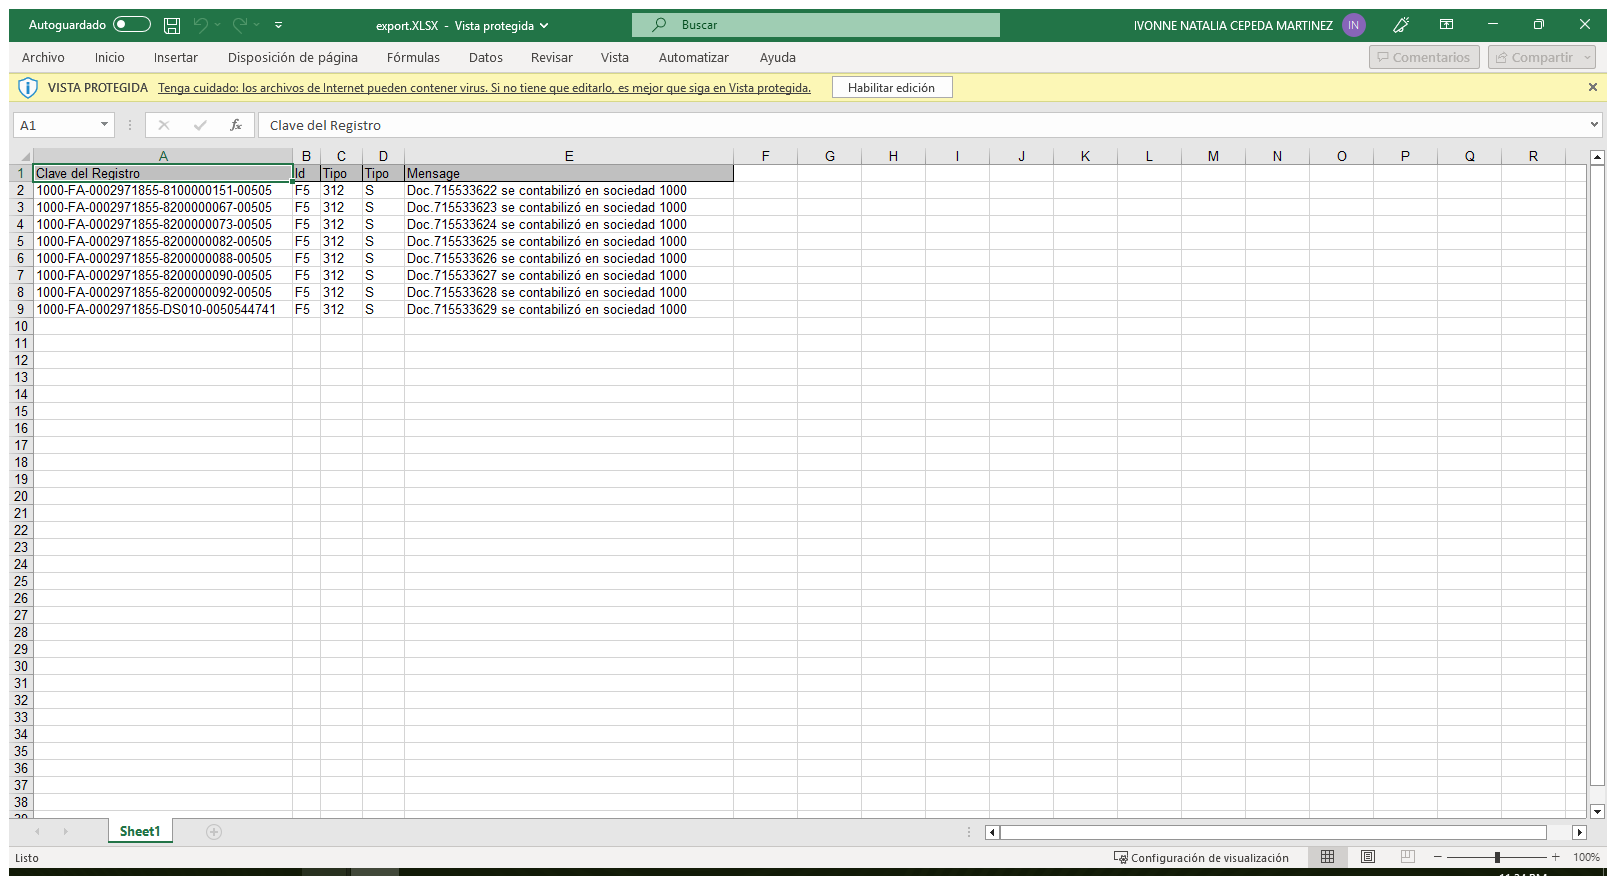 Autoguardado export.XLSX - Vista protegida Buscar IVONNE NATALIA CEPEDA MARTINEZ IN
Archivo Inicio Insertar Disposición de página Fórmulas Datos Revisar Vista Automatizar Ayuda Comentarios Compartir
VISTA PROTEGIDA Tenga cuidado: los archivos de Internet pueden contener virus. Si no tiene que editarlo, es mejor que siga en Vista protegida. Habilitar edición
A1 fx Clave del Registro
A B C D E F G H I J K L M N O P Q R
1 Clave del Registro Id Tipo Tipo Message
2 1000-FA-0002971855-8100000151-00505 F5 312 S Doc.715533622 se contabilizó en sociedad 1000
3 1000-FA-0002971855-8200000067-00505 F5 312 S Doc.715533623 se contabilizó en sociedad 1000
4 1000-FA-0002971855-8200000073-00505 F5 312 S Doc.715533624 se contabilizó en sociedad 1000
5 1000-FA-0002971855-8200000082-00505 F5 312 S Doc.715533625 se contabilizó en sociedad 1000
6 1000-FA-0002971855-8200000088-00505 F5 312 S Doc.715533626 se contabilizó en sociedad 1000
7 1000-FA-0002971855-8200000090-00505 F5 312 S Doc.715533627 se contabilizó en sociedad 1000
8 1000-FA-0002971855-8200000092-00505 F5 312 S Doc.715533628 se contabilizó en sociedad 1000
9 1000-FA-0002971855-DS010-0050544741 F5 312 S Doc.715533629 se contabilizó en sociedad 1000
10
11
12
13
14
15
16
17
18
19
20
21
22
23
24
25
26
27
28
29
30
31
32
33
34
35
36
37
38
Sheet1
Listo Configuración de visualización 100%